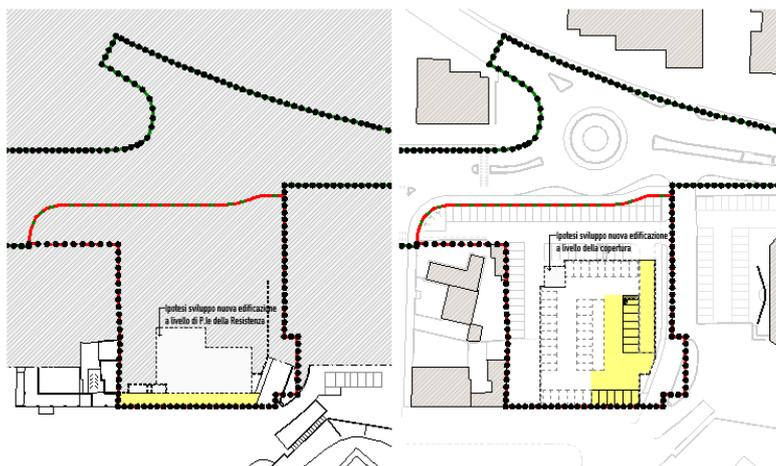 Ipotesi sviluppo nuova edificazione
a livello di P.le della Resistenza
Ipotesi sviluppo nuova edificazione
a livello della copertura